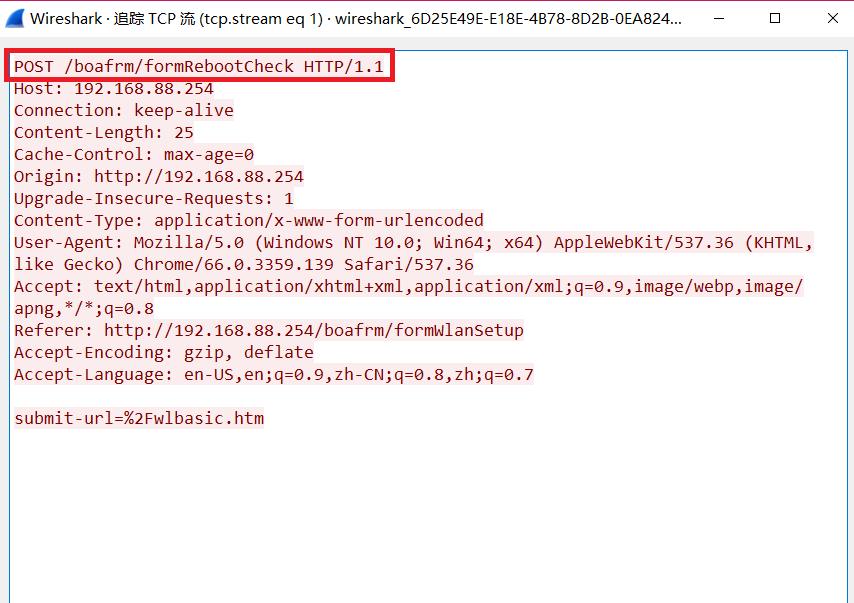 Wireshark · 追踪 TCP 流 (tcp.stream eq 1) · wireshark_6D25E49E-E18E-4B78-8D2B-0EA824...
POST /boafrm/formRebootCheck HTTP/1.1
Host: 192.168.88.254
Connection: keep-alive
Content-Length: 25
Cache-Control: max-age=0
Origin: http://192.168.88.254
Upgrade-Insecure-Requests: 1
Content-Type: application/x-www-form-urlencoded
User-Agent: Mozilla/5.0 (Windows NT 10.0; Win64; x64) AppleWebKit/537.36 (KHTML,
like Gecko) Chrome/66.0.3359.139 Safari/537.36
Accept: text/html,application/xhtml+xml,application/xml;q=0.9,image/webp,image/
apng,*/*;q=0.8
Referer: http://192.168.88.254/boafrm/formWlanSetup
Accept-Encoding: gzip, deflate
Accept-Language: en-US,en;q=0.9,zh-CN;q=0.8,zh;q=0.7
submit-url=%2Fwlbasic.htm